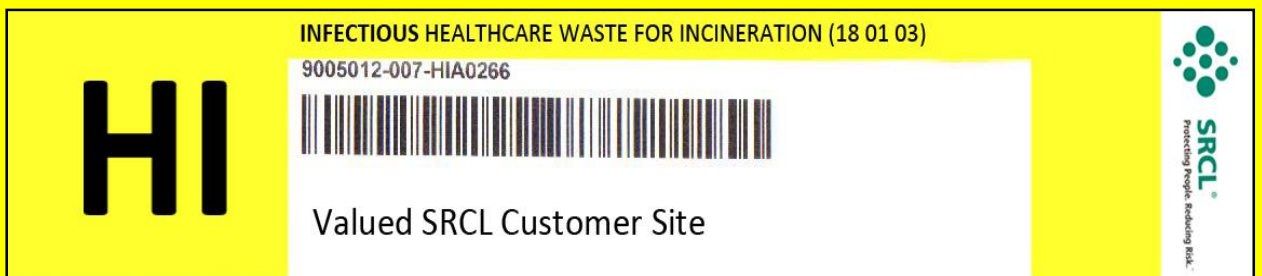 INFECTIOUS HEALTHCARE WASTE FOR INCINERATION (18 01 03)
9005012-007-HIA0266
HI
Valued SRCL Customer Site
SRCL®
Protecting People. Reducing Risk.™